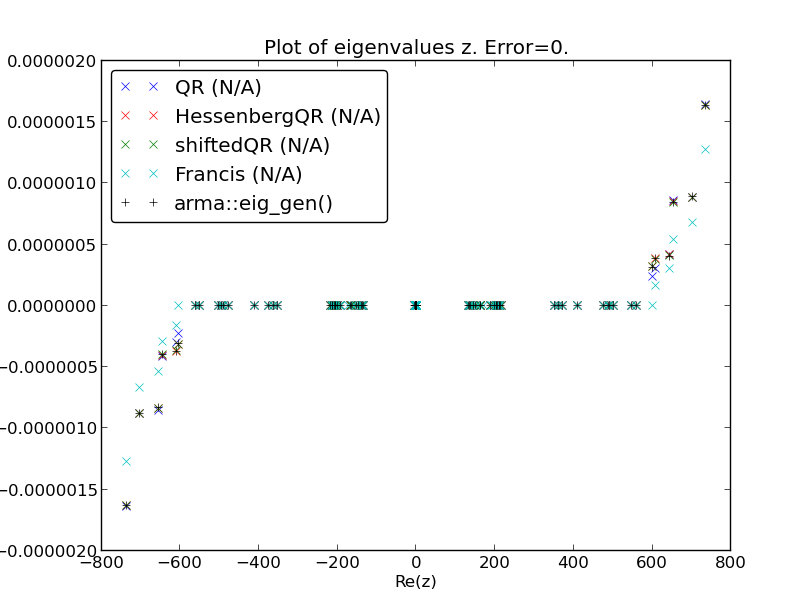 Plot of eigenvalues z. Error=0.
0.0000020
0.0000015
0.0000010
0.0000005
0.0000000
−0.0000005
−0.0000010
−0.0000015
−0.0000020
QR (N/A)
HessenbergQR (N/A)
shiftedQR (N/A)
Francis (N/A)
arma::eig_gen()
−800 −600 −400 −200 0 200 400 600 800
Re(z)